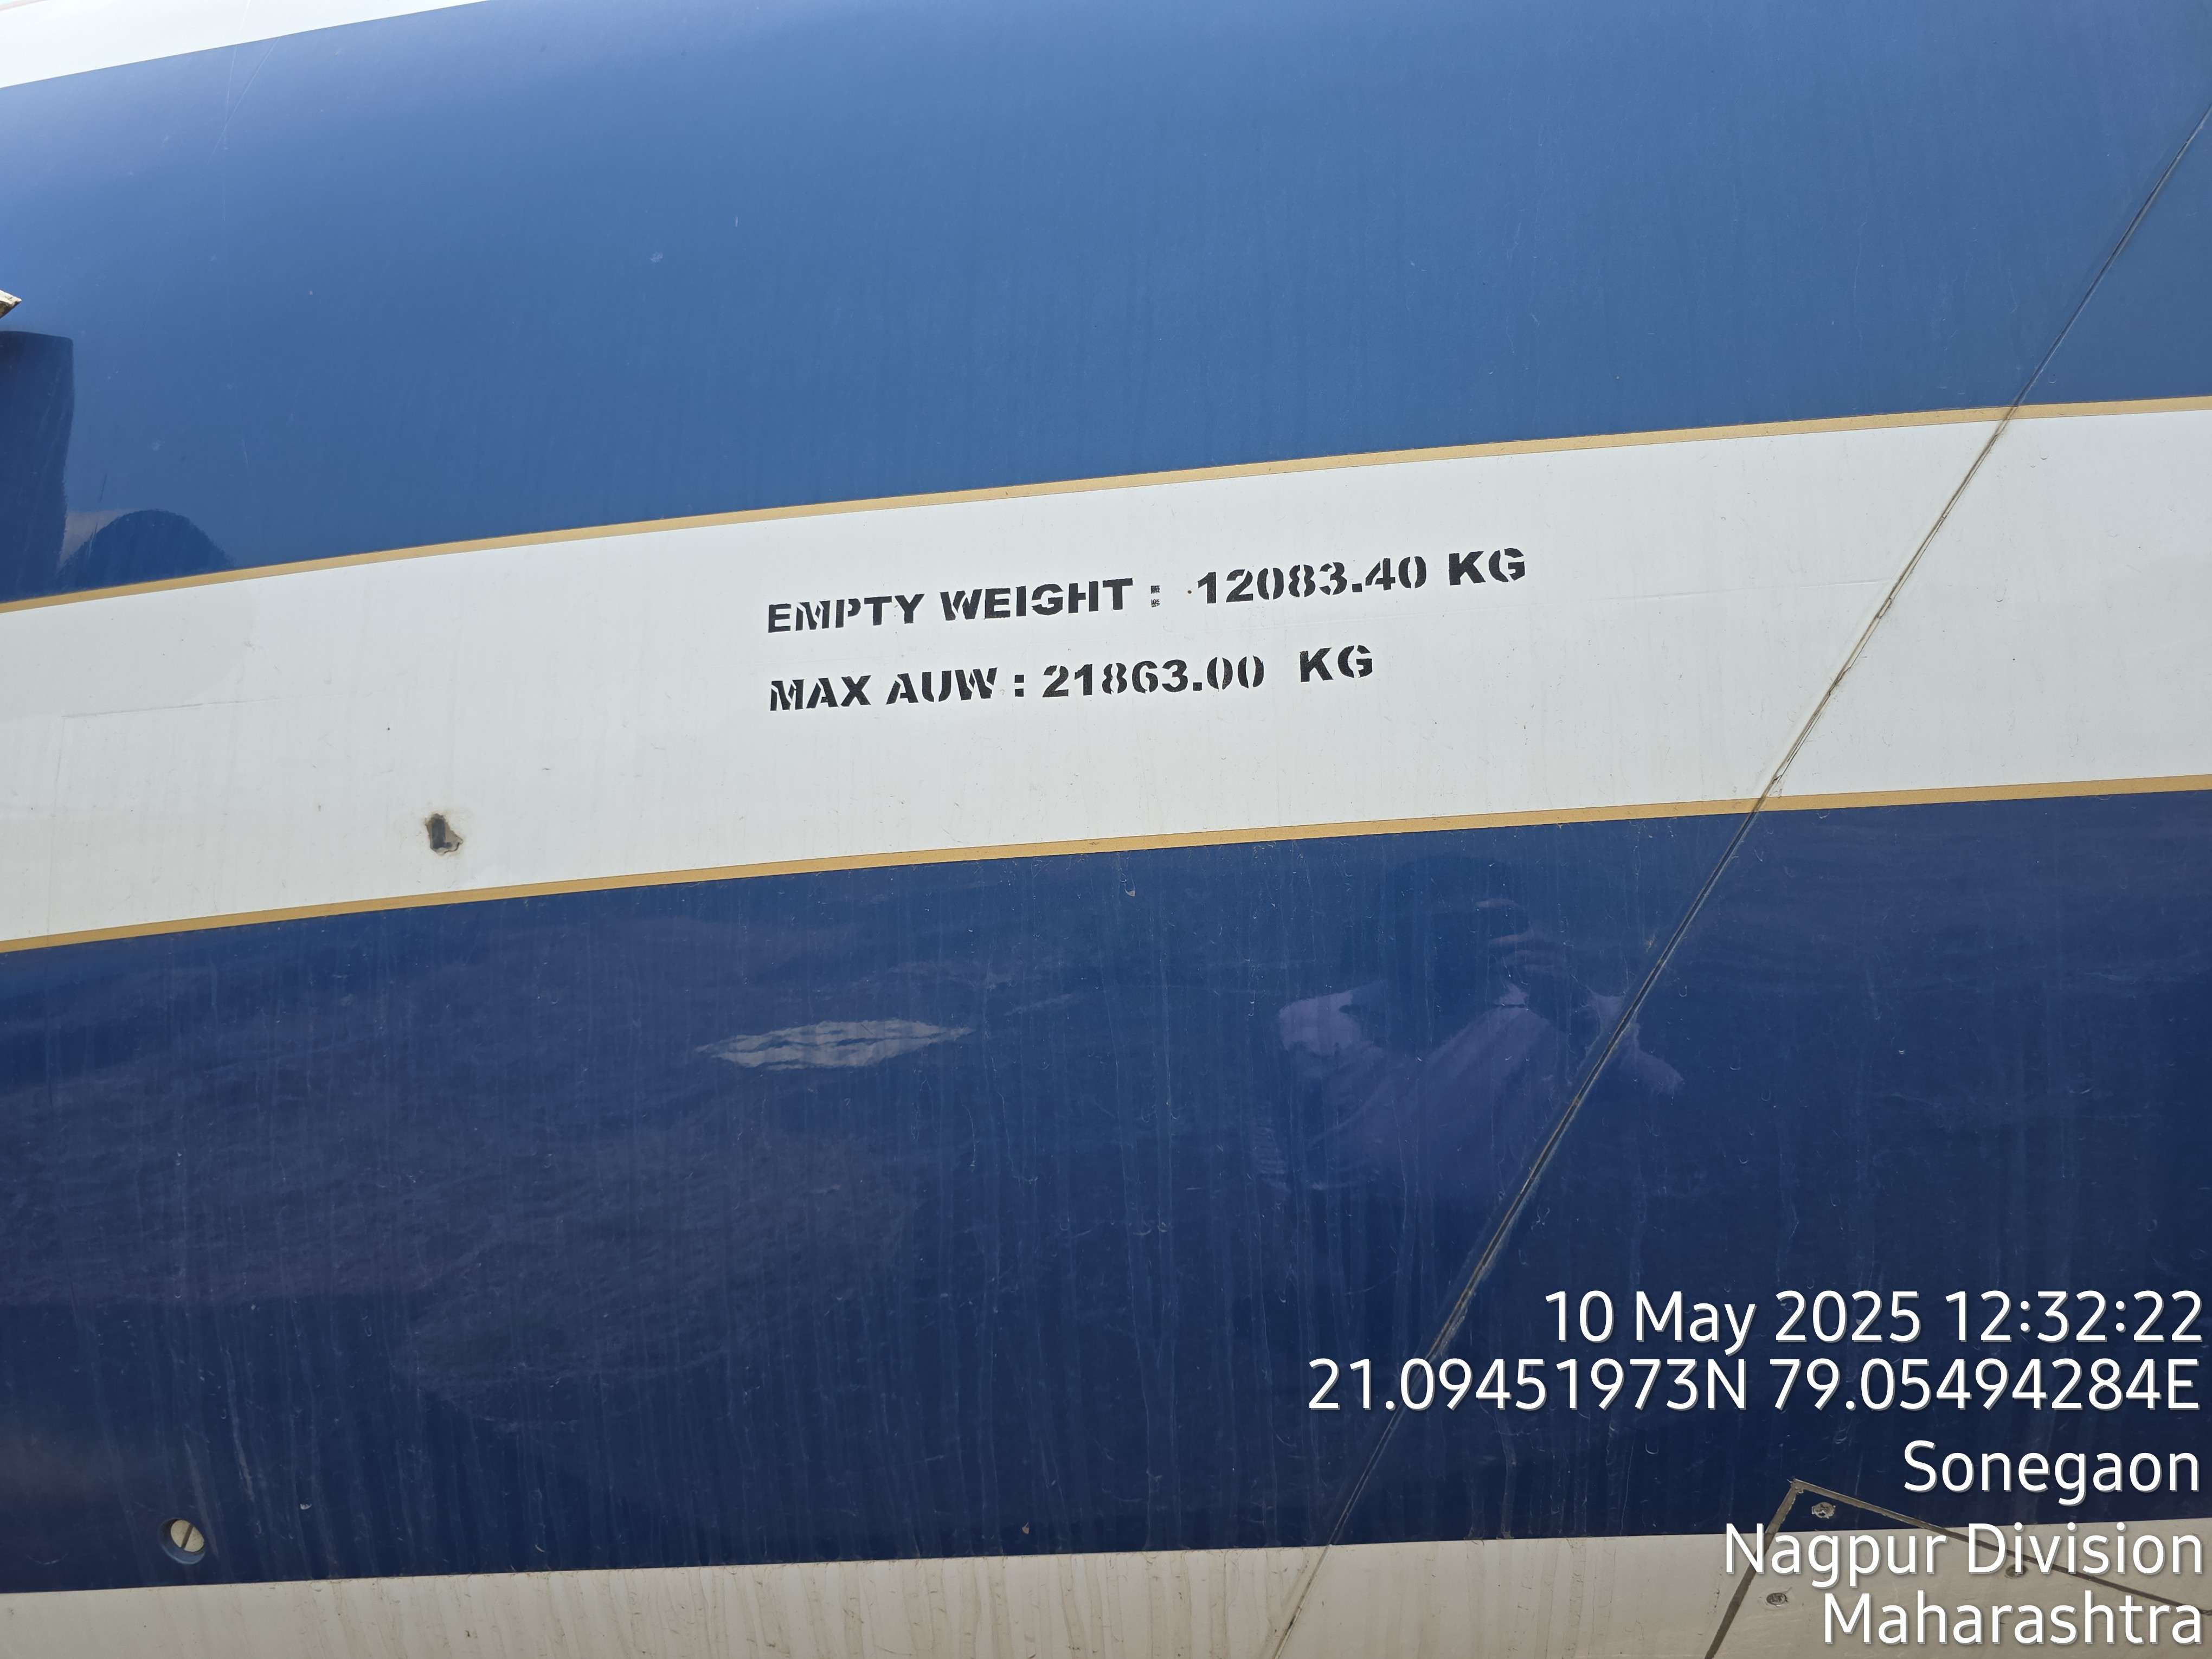 EMPTY WEIGHT : 12083.40 KG
MAX AUW : 21863.00 KG
10 May 2025 12:32:22
21.09451973N 79.05494284E
Sonegaon
Nagpur Division
Maharashtra